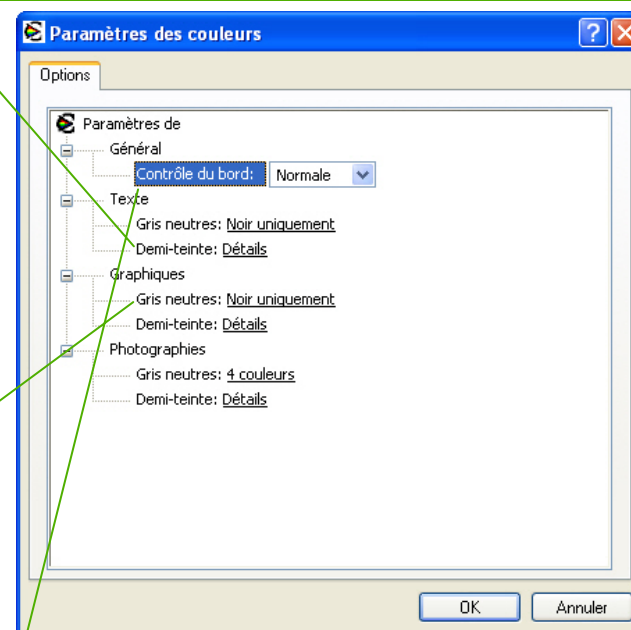 Paramètres des couleurs
Options
Paramètres de
Général
Contrôle du bord: Normale
Texte
Gris neutres: Noir uniquement
Demi-teinte: Détails
Graphiques
Gris neutres: Noir uniquement
Demi-teinte: Détails
Photographies
Gris neutres: 4 couleurs
Demi-teinte: Détails
OK Annuler